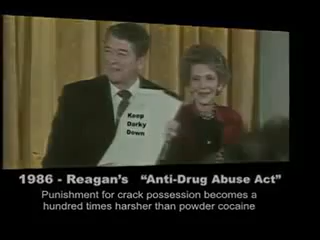 Keep
Darky
Down
1986 - Reagan's "Anti-Drug Abuse Act"
Punishment for crack possession becomes a
hundred times harsher than powder cocaine